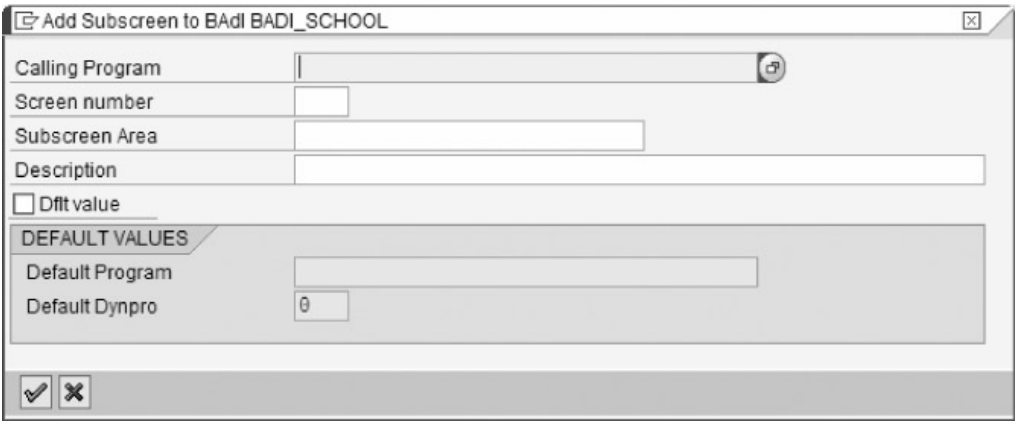 Add Subscreen to BAdI BADI_SCHOOL
Calling Program
Screen number
Subscreen Area
Description
Dflt value
DEFAULT VALUES
Default Program
Default Dynpro 0